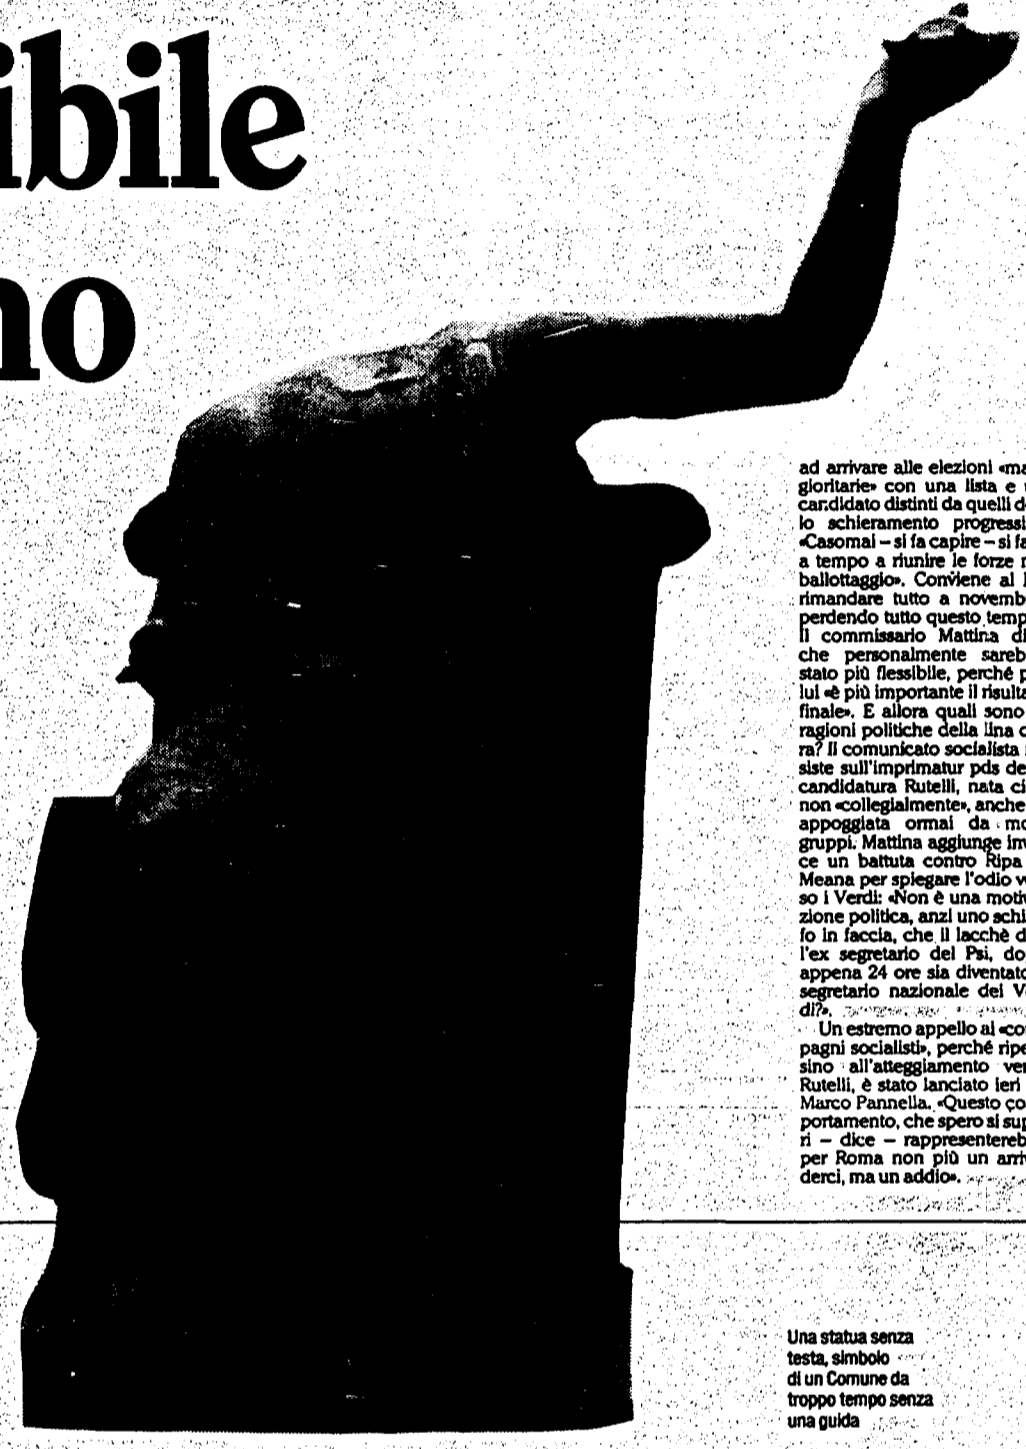 ibile
no
ad arrivare alle elezioni «ma
gioritarie» con una lista e
candidato distinti da quelli d
lo schieramento progressi
«Casomai – si fa capire – si fa
a tempo a riunire le forze
ballottaggio». Conviene al
rimandare tutto a novemb
perdendo tutto questo temp
Il commissario Mattina di
che personalmente sareb
stato più flessibile, perché p
lui «è più importante il risulta
finale». E allora quali sono
ragioni politiche della lina d
ra? Il comunicato socialista
siste sull'imprimatur pds de
candidatura Rutelli, nata ci
non «collegialmente», anche
appoggiata ormai da mo
gruppi. Mattina aggiunge inv
ce un battuta contro Ripa
Meana per spiegare l'odio v
so i Verdi: «Non è una motiv
zione politica, anzi uno schi
fo in faccia, che il lacchè d
l'ex segretario del Psi, do
appena 24 ore sia diventato
segretario nazionale dei V
di?».
Un estremo appello ai «co
pagni socialisti», perché ripe
sino all'atteggiamento ver
Rutelli, è stato lanciato ieri
Marco Pannella. «Questo co
portamento, che spero si sup
ri – dice – rappresentereb
per Roma non più un arriv
derci, ma un addio».
Una statua senza
testa, simbolo
di un Comune da
troppo tempo senza
una guida